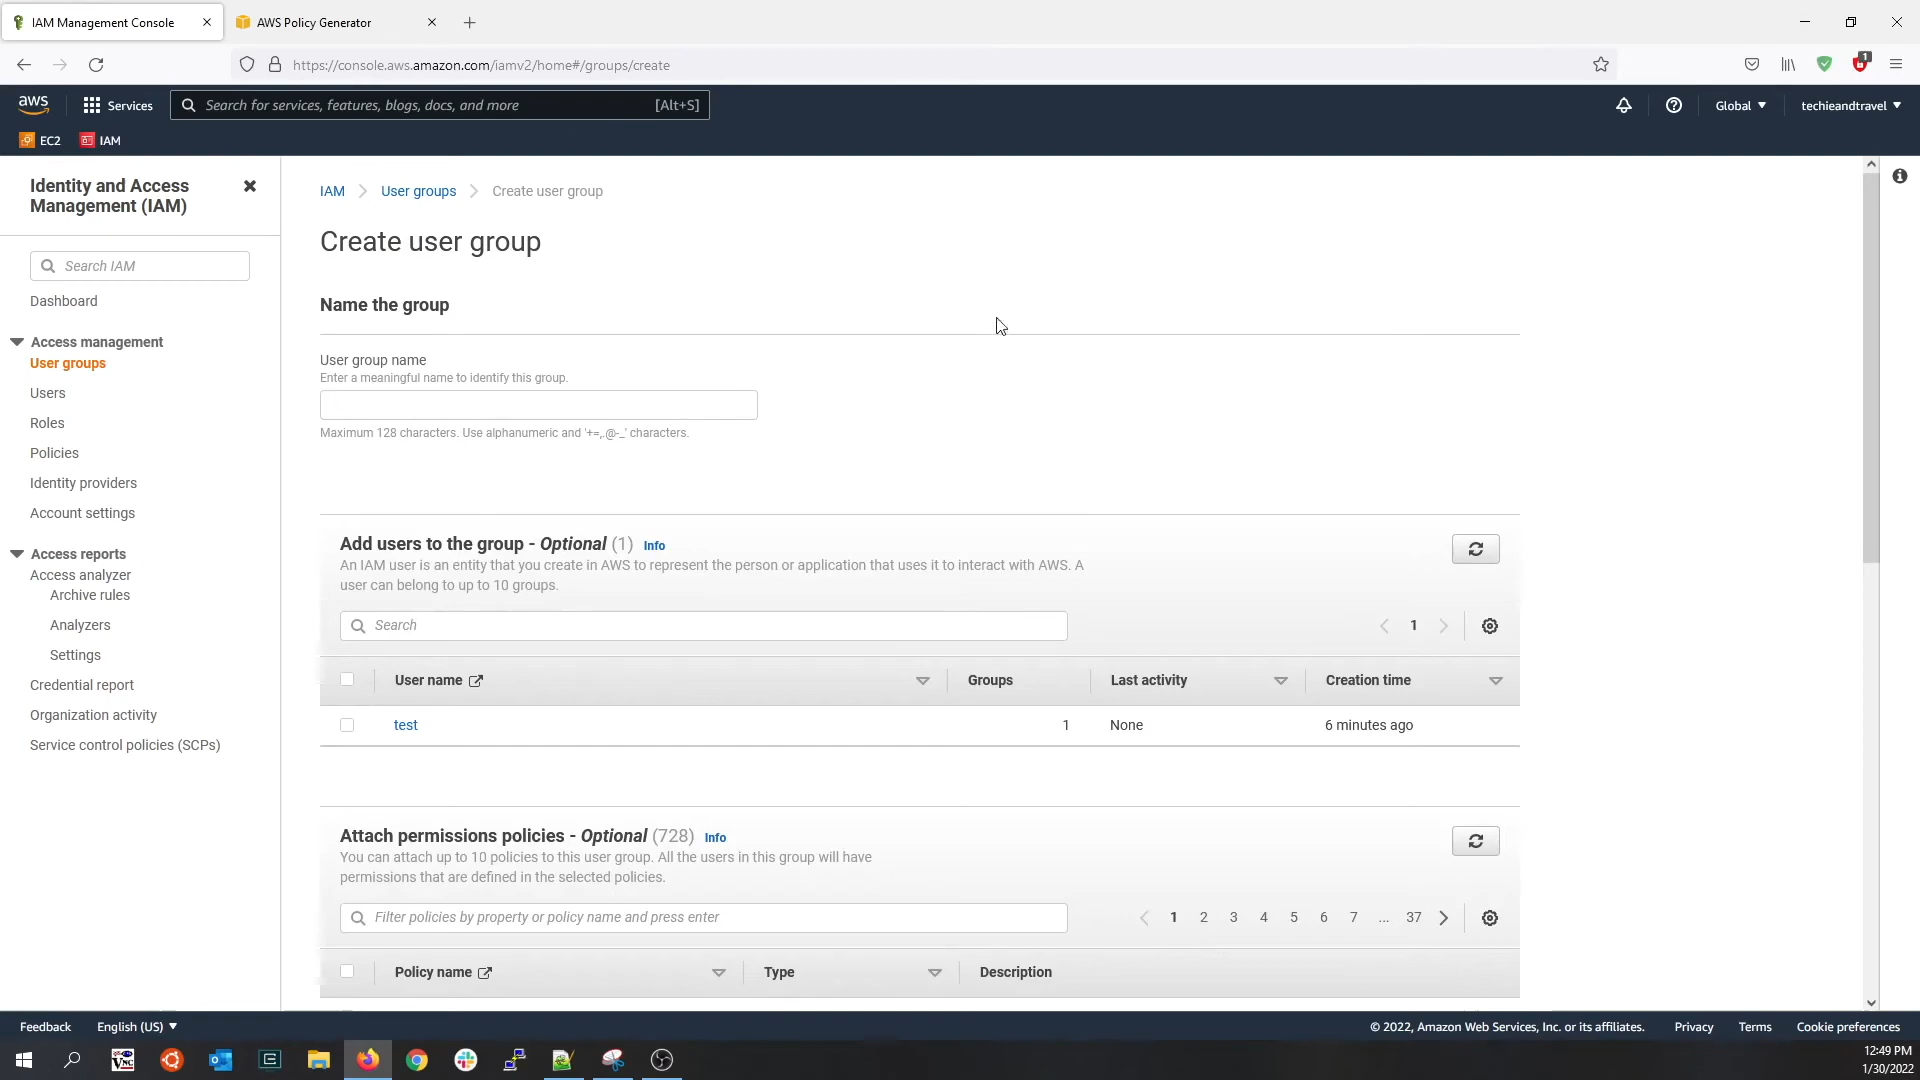 IAM Management Console
AWS Policy Generator
https://console.aws.amazon.com/iamv2/home#/groups/create
1
aws
Services
Search for services, features, blogs, docs, and more
[Alt+S]
Global
techieandtravel
EC2
IAM
Identity and Access
Management (IAM)
Search IAM
Dashboard
Access management
User groups
Users
Roles
Policies
Identity providers
Account settings
Access reports
Access analyzer
Archive rules
Analyzers
Settings
Credential report
Organization activity
Service control policies (SCPs)
IAM
User groups
Create user group
Create user group
Name the group
User group name
Enter a meaningful name to identify this group.
Maximum 128 characters. Use alphanumeric and '+=,.@-_' characters.
Add users to the group - Optional (1) Info
An IAM user is an entity that you create in AWS to represent the person or application that uses it to interact with AWS. A
user can belong to up to 10 groups.
Search
1
User name
Groups
Last activity
Creation time
test
1
None
6 minutes ago
Attach permissions policies - Optional (728) Info
You can attach up to 10 policies to this user group. All the users in this group will have
permissions that are defined in the selected policies.
Filter policies by property or policy name and press enter
1 2 3 4 5 6 7 ... 37
Policy name
Type
Description
Feedback
English (US)
© 2022, Amazon Web Services, Inc. or its affiliates.
Privacy
Terms
Cookie preferences
12:49 PM
1/30/2022